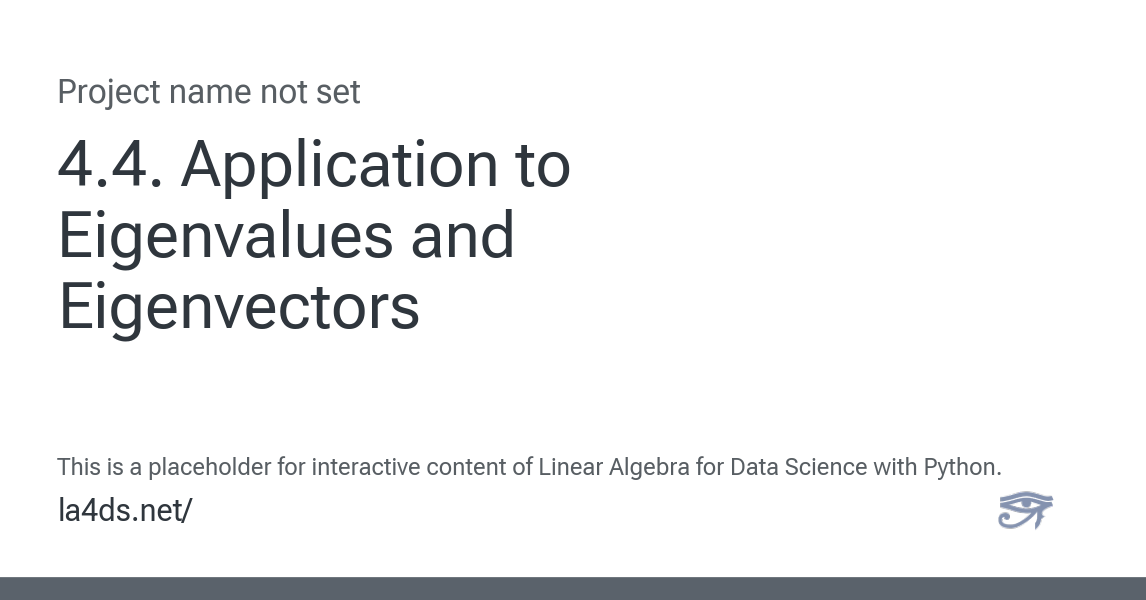 Project name not set
4.4. Application to
Eigenvalues and
Eigenvectors
This is a placeholder for interactive content of Linear Algebra for Data Science with Python.
la4ds.net/